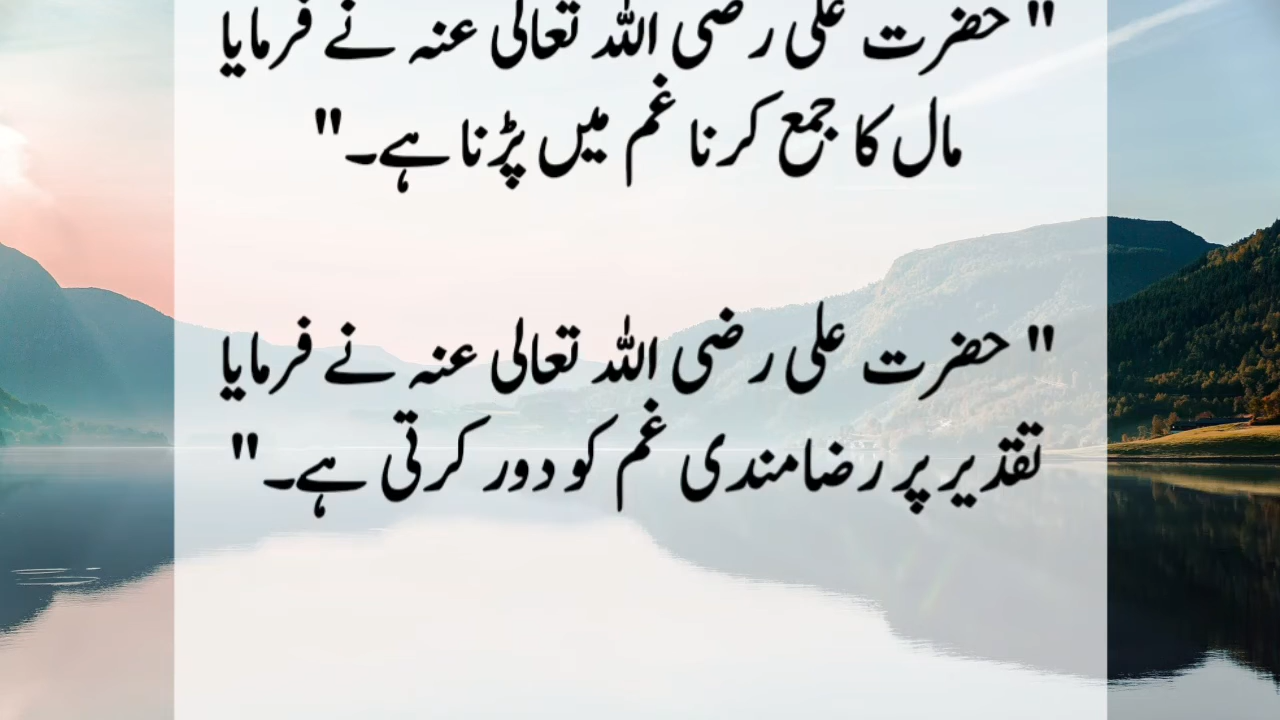 " حضرت علی رضی اللہ تعالی عنہ نے فرمایا
مال کا جمع کرنا غم میں پڑنا ہے۔"
" حضرت علی رضی اللہ تعالی عنہ نے فرمایا
تقدیر پر رضامندی غم کو دور کرتی ہے۔"